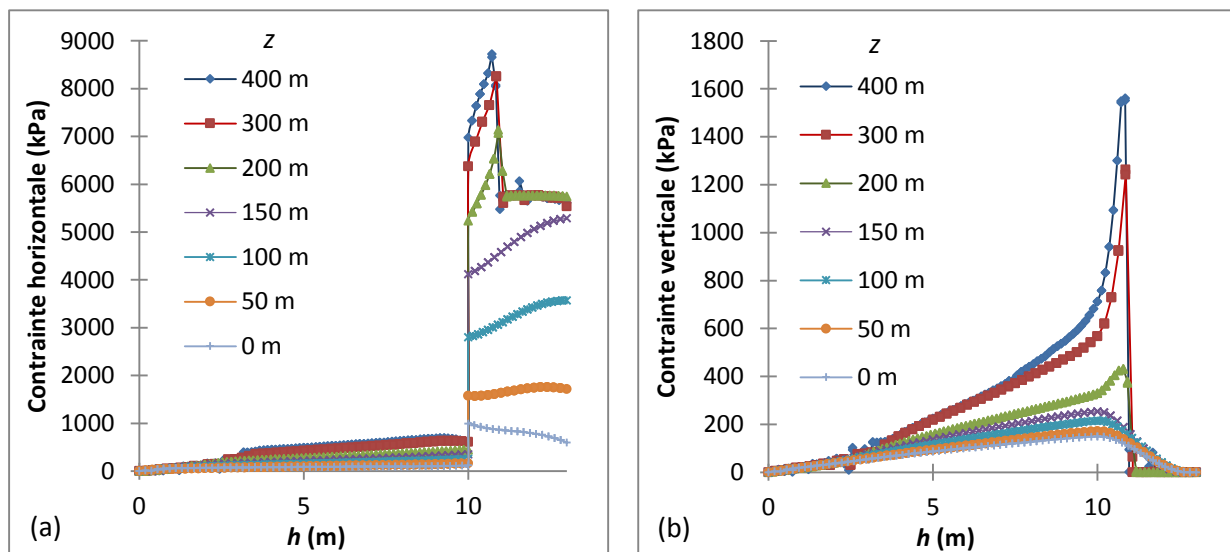 Contrainte horizontale (kPa)
9000
8000
7000
6000
5000
4000
3000
2000
1000
0
z
400 m
300 m
200 m
150 m
100 m
50 m
0 m
0
5
10
h (m)
(a)
Contrainte verticale (kPa)
1800
1600
1400
1200
1000
800
600
400
200
0
z
400 m
300 m
200 m
150 m
100 m
50 m
0 m
0
5
10
h (m)
(b)